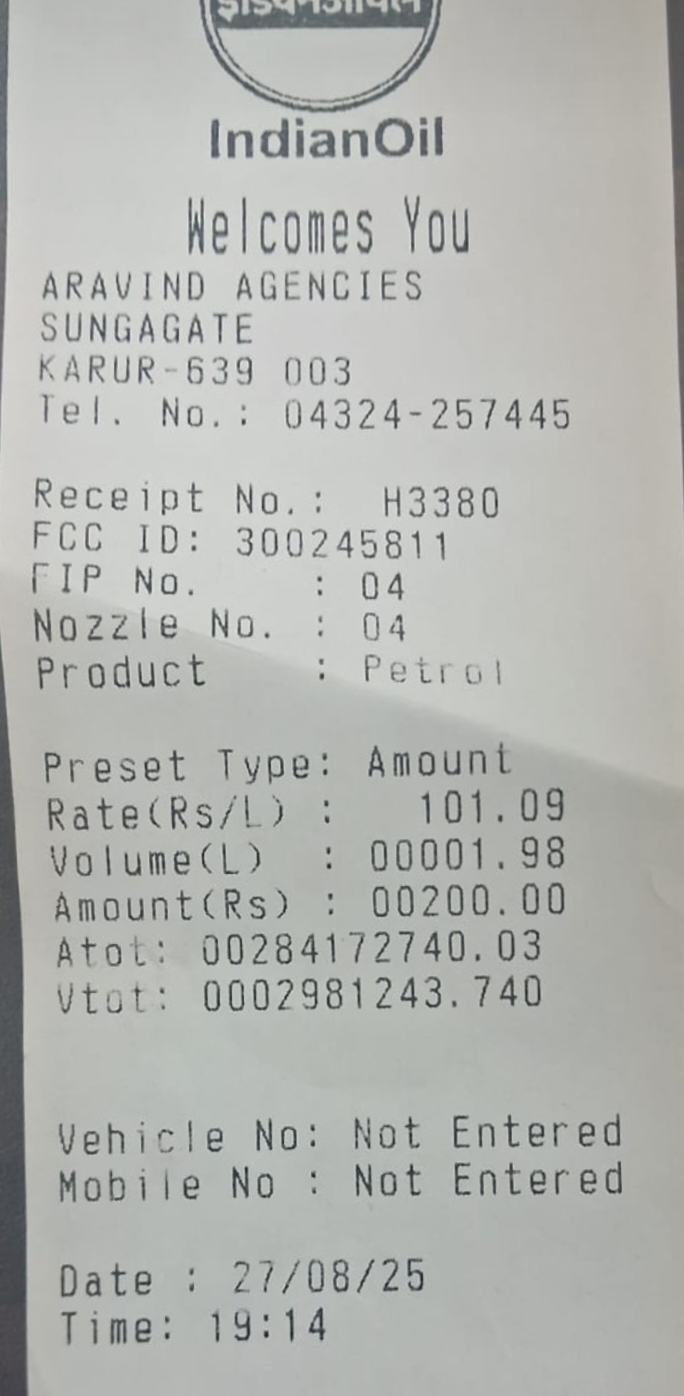 इंडियनऑयल
IndianOil
Welcomes You
ARAVIND AGENCIES
SUNGAGATE
KARUR-639 003
Tel. No.: 04324-257445
Receipt No.: H3380
FCC ID: 300245811
FIP No. : 04
Nozzle No. : 04
Product : Petrol
Preset Type: Amount
Rate(Rs/L) : 101.09
Volume(L) : 00001.98
Amount(Rs) : 00200.00
Atot: 00284172740.03
Vtot: 0002981243.740
Vehicle No: Not Entered
Mobile No : Not Entered
Date : 27/08/25
Time: 19:14